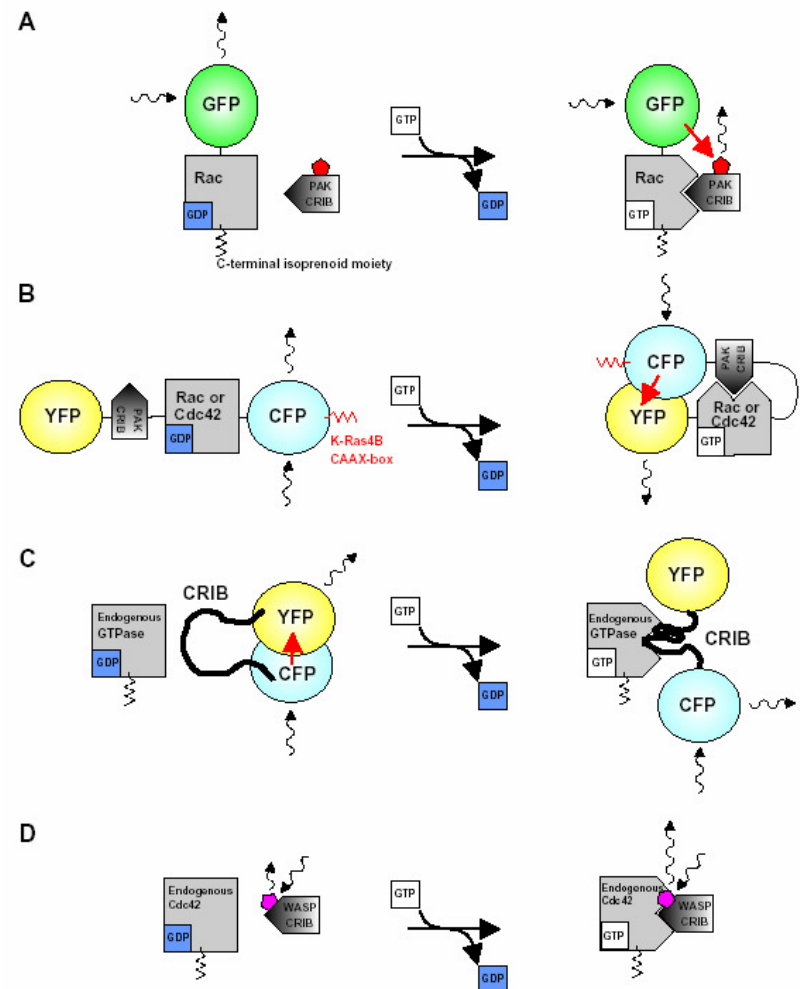 A
GFP
Rac
GDP
PAK
CRIB
C-terminal isoprenoid moiety
GTP
GDP
GFP
Rac
GTP
PAK
CRIB
B
YFP
PAK
CRIB
Rac or
Cdc42
GDP
CFP
K-Ras4B
CAAX-box
GTP
GDP
CFP
PAK
CRIB
YFP
Rac or
Cdc42
GTP
C
Endogenous
GTPase
GDP
CRIB
YFP
CFP
GTP
GDP
YFP
Endogenous
GTPase
GTP
CRIB
CFP
D
Endogenous
Cdc42
GDP
WASP
CRIB
GTP
GDP
Endogenous
Cdc42
GTP
WASP
CRIB